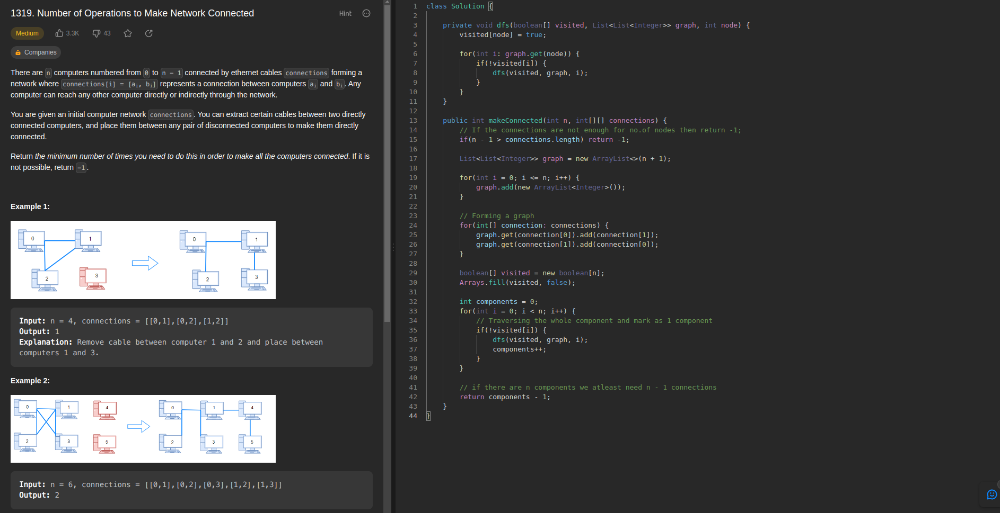 1319. Number of Operations to Make Network Connected
Hint
Medium
3.3K
43
Companies
There are n computers numbered from 0 to n - 1 connected by ethernet cables connections forming a
network where connections[i] = [ai, bi] represents a connection between computers ai and bi. Any
computer can reach any other computer directly or indirectly through the network.
You are given an initial computer network connections. You can extract certain cables between two directly
connected computers, and place them between any pair of disconnected computers to make them directly
connected.
Return the minimum number of times you need to do this in order to make all the computers connected. If it is
not possible, return -1.
Example 1:
0 1 0 1
2 3 2 3
Input: n = 4, connections = [[0,1],[0,2],[1,2]]
Output: 1
Explanation: Remove cable between computer 1 and 2 and place between
computers 1 and 3.
Example 2:
0 1 4 0 1 4
2 3 5 2 3 5
Input: n = 6, connections = [[0,1],[0,2],[0,3],[1,2],[1,3]]
Output: 2
1 class Solution {
2
3 private void dfs(boolean[] visited, List<List<Integer>> graph, int node) {
4 visited[node] = true;
5
6 for(int i: graph.get(node)) {
7 if(!visited[i]) {
8 dfs(visited, graph, i);
9 }
10 }
11 }
12
13 public int makeConnected(int n, int[][] connections) {
14 // If the connections are not enough for no.of nodes then return -1;
15 if(n - 1 > connections.length) return -1;
16
17 List<List<Integer>> graph = new ArrayList<>(n + 1);
18
19 for(int i = 0; i <= n; i++) {
20 graph.add(new ArrayList<Integer>());
21 }
22
23 // Forming a graph
24 for(int[] connection: connections) {
25 graph.get(connection[0]).add(connection[1]);
26 graph.get(connection[1]).add(connection[0]);
27 }
28
29 boolean[] visited = new boolean[n];
30 Arrays.fill(visited, false);
31
32 int components = 0;
33 for(int i = 0; i < n; i++) {
34 // Traversing the whole component and mark as 1 component
35 if(!visited[i]) {
36 dfs(visited, graph, i);
37 components++;
38 }
39 }
40
41 // if there are n components we atleast need n - 1 connections
42 return components - 1;
43 }
44 }